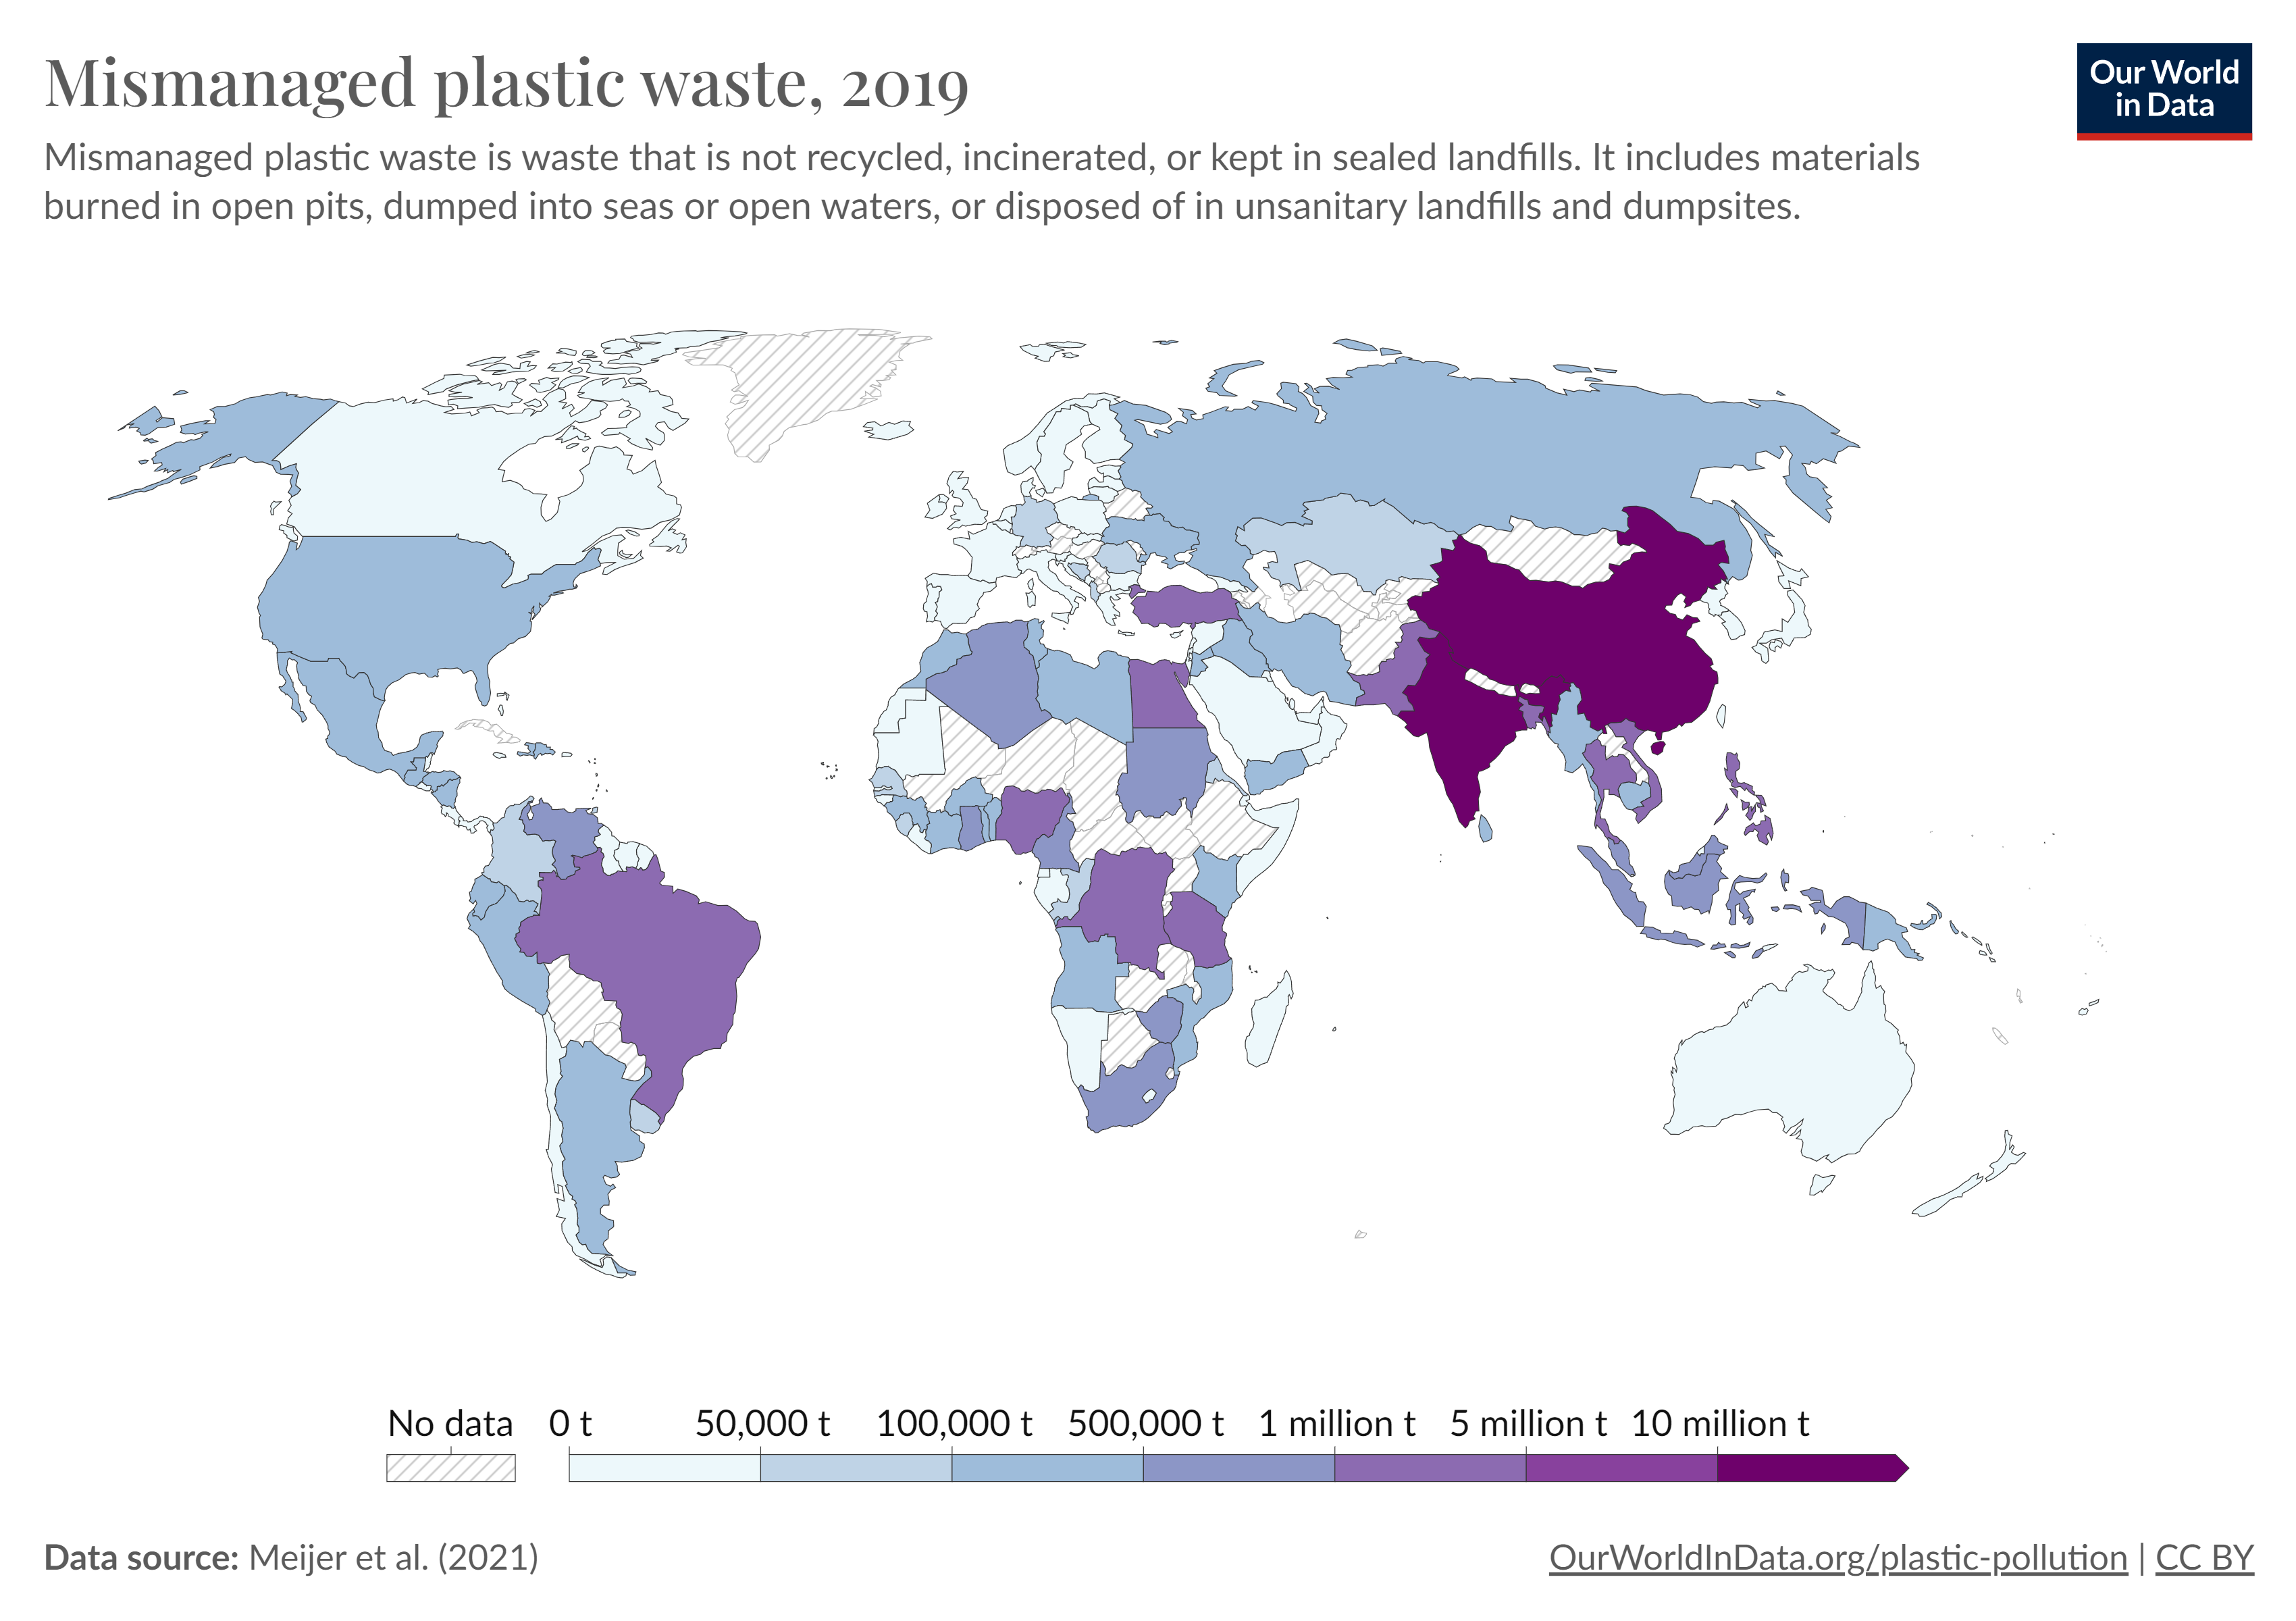 Mismanaged plastic waste, 2019
Our World
in Data
Mismanaged plastic waste is waste that is not recycled, incinerated, or kept in sealed landfills. It includes materials
burned in open pits, dumped into seas or open waters, or disposed of in unsanitary landfills and dumpsites.
No data 0 t 50,000 t 100,000 t 500,000 t 1 million t 5 million t 10 million t
Data source: Meijer et al. (2021)
OurWorldInData.org/plastic-pollution | CC BY